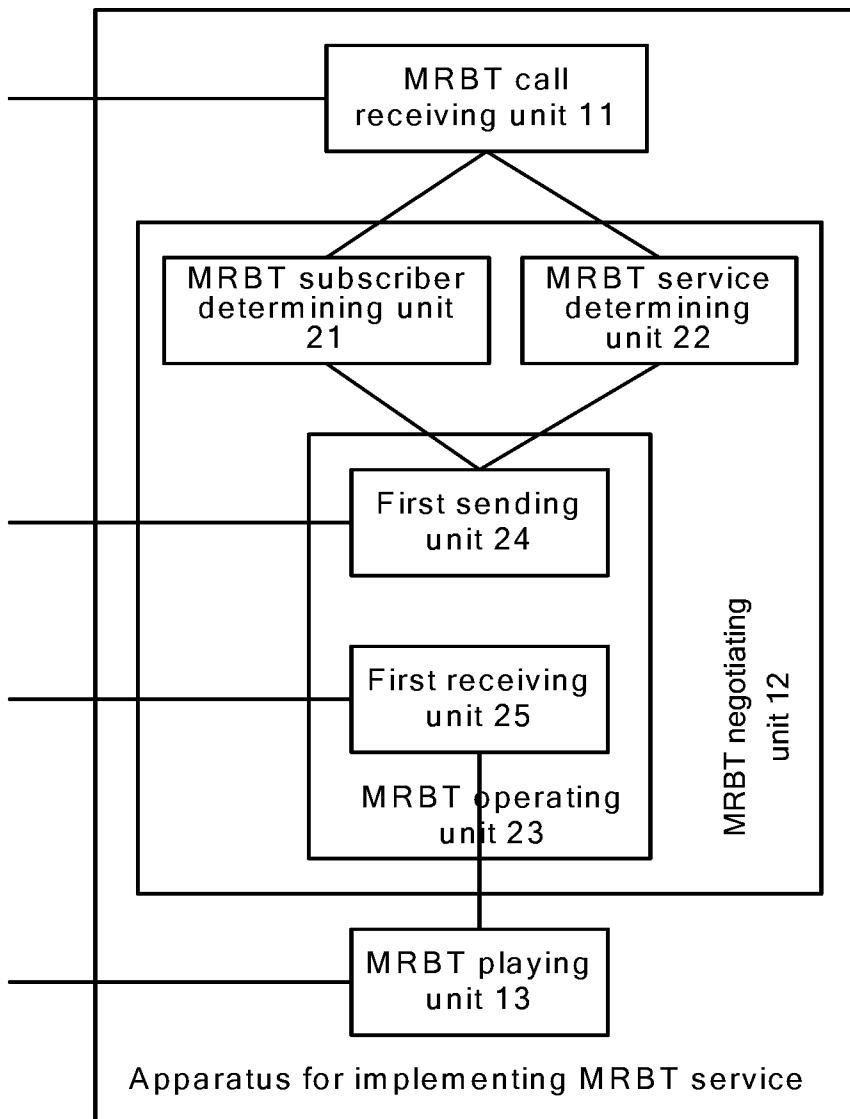 MRBT call
receiving unit 11
MRBT subscriber
determining unit
21
MRBT service
determining
unit 22
First sending
unit 24
First receiving
unit 25
MRBT operating
unit 23
MRBT negotiating
unit 12
MRBT playing
unit 13
Apparatus for implementing MRBT service